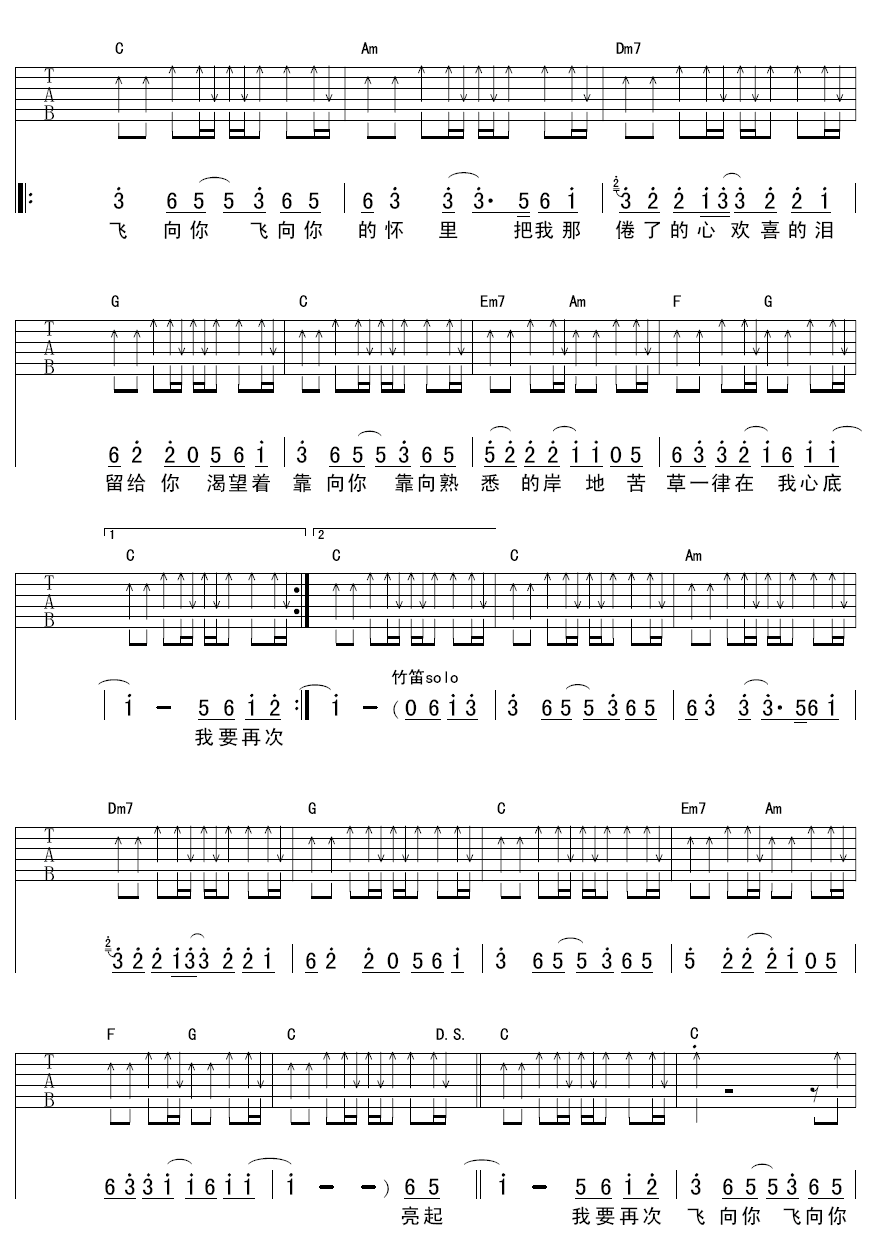 C Am Dm7
T A B
3 6 5 5 3 6 5 6 3 3 3· 5 6 1 2 3 2 2 1 3 3 2 2 1
飞 向你 飞向你 的怀 里 把我那 倦了的心欢喜的泪
G C Em7 Am F G
T A B
6 2 2 0 5 6 1 3 6 5 5 3 6 5 5 2 2 2 1 1 0 5 6 3 3 2 1 6 1 1
留给你 渴望着 靠 向你 靠向熟 悉 的岸 地 苦 草一律在 我心底
1 2
C C C Am
T A B
竹笛solo
1 – 5 6 1 2 1 – (0 6 1 3 3 6 5 5 3 6 5 6 3 3 3· 5 6 1
我要再次
Dm7 G C Em7 Am
T A B
2 3 2 2 1 3 3 2 2 1 6 2 2 0 5 6 1 3 6 5 5 3 6 5 5 2 2 2 1 0 5
F G C D.S. C C
T A B
6 3 3 1 1 6 1 1 1 – – ) 6 5 1 – 5 6 1 2 3 6 5 5 3 6 5
亮起 我要再次 飞 向你 飞向你